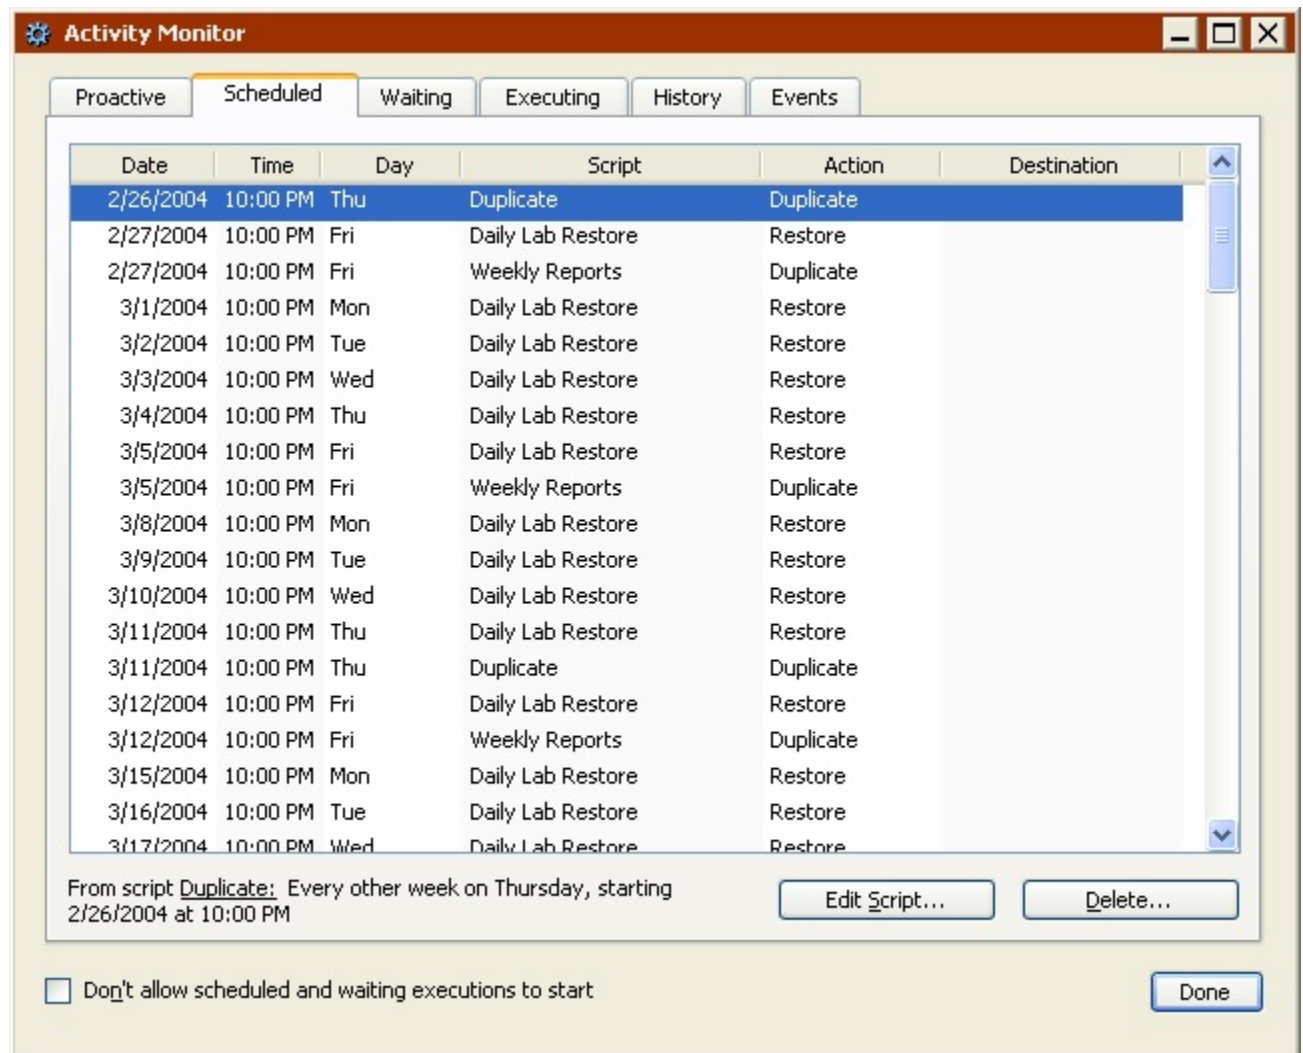 Activity Monitor
Proactive Scheduled Waiting Executing History Events
Date Time Day Script Action Destination
2/26/2004 10:00 PM Thu Duplicate Duplicate
2/27/2004 10:00 PM Fri Daily Lab Restore Restore
2/27/2004 10:00 PM Fri Weekly Reports Duplicate
3/1/2004 10:00 PM Mon Daily Lab Restore Restore
3/2/2004 10:00 PM Tue Daily Lab Restore Restore
3/3/2004 10:00 PM Wed Daily Lab Restore Restore
3/4/2004 10:00 PM Thu Daily Lab Restore Restore
3/5/2004 10:00 PM Fri Daily Lab Restore Restore
3/5/2004 10:00 PM Fri Weekly Reports Duplicate
3/8/2004 10:00 PM Mon Daily Lab Restore Restore
3/9/2004 10:00 PM Tue Daily Lab Restore Restore
3/10/2004 10:00 PM Wed Daily Lab Restore Restore
3/11/2004 10:00 PM Thu Daily Lab Restore Restore
3/11/2004 10:00 PM Thu Duplicate Duplicate
3/12/2004 10:00 PM Fri Daily Lab Restore Restore
3/12/2004 10:00 PM Fri Weekly Reports Duplicate
3/15/2004 10:00 PM Mon Daily Lab Restore Restore
3/16/2004 10:00 PM Tue Daily Lab Restore Restore
3/17/2004 10:00 PM Wed Daily Lab Restore Restore
From script Duplicate: Every other week on Thursday, starting
2/26/2004 at 10:00 PM
Edit Script... Delete...
Don't allow scheduled and waiting executions to start
Done